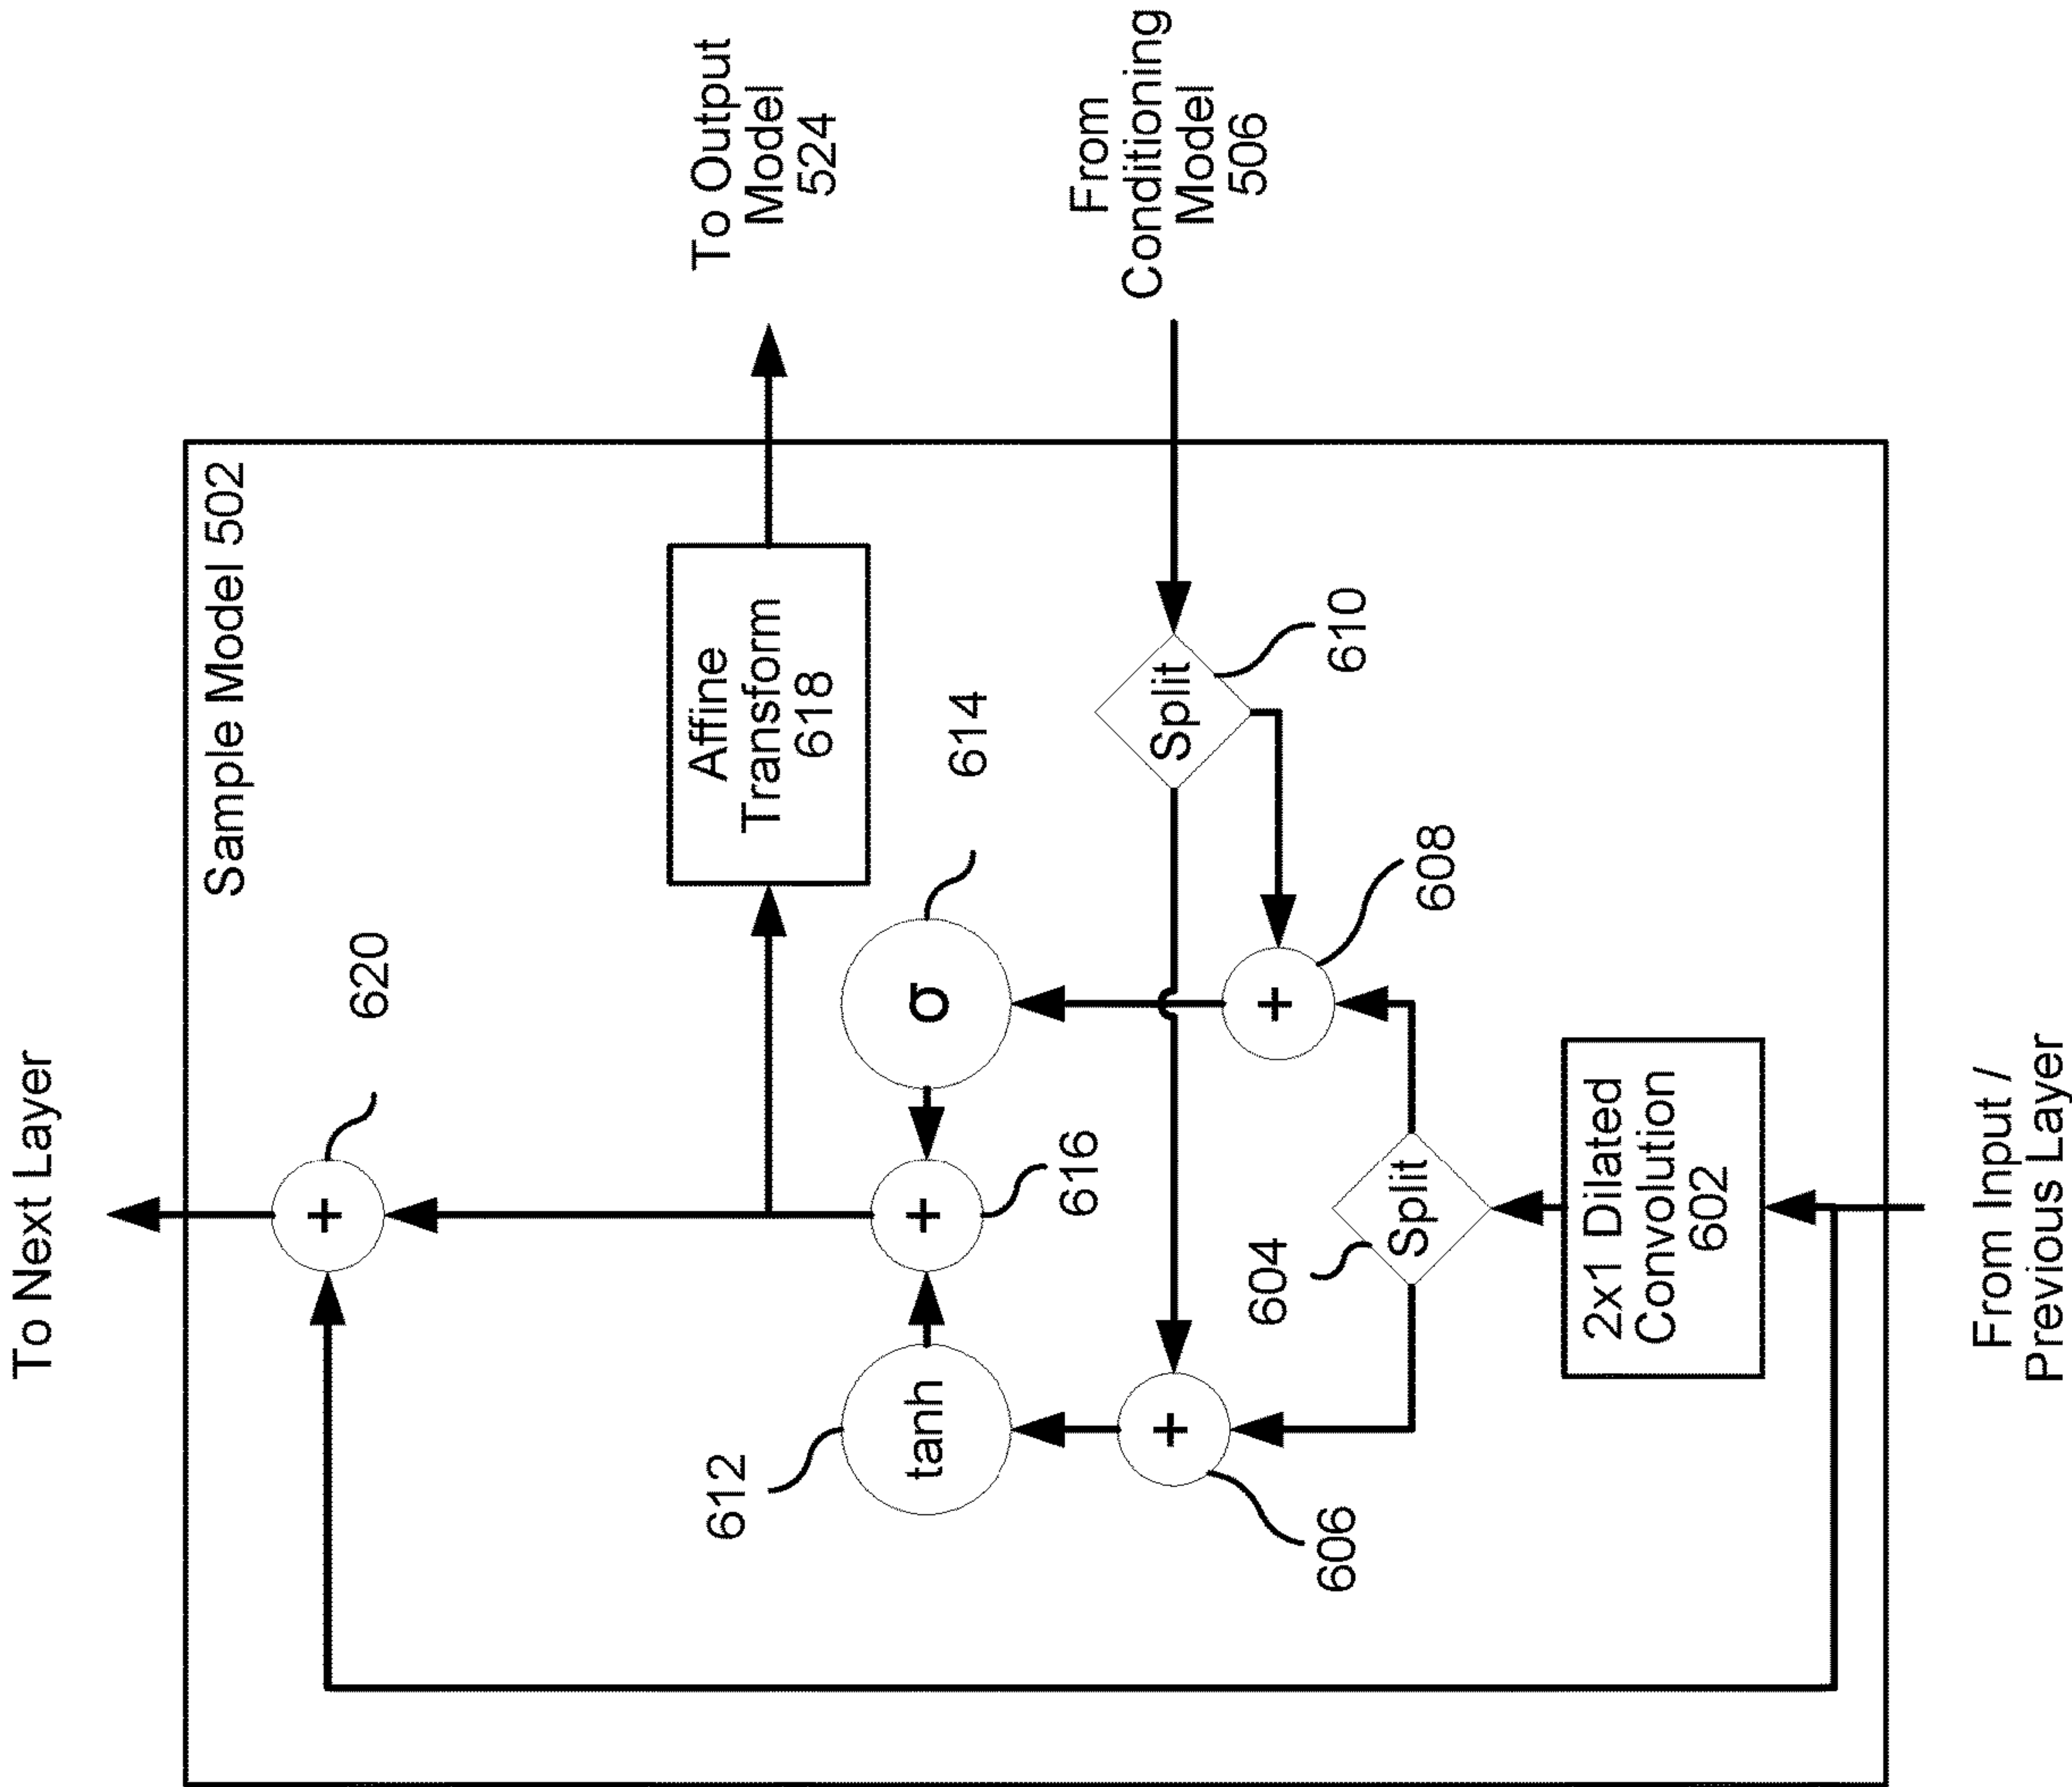 To Next Layer
Sample Model 502
620
To Output
Model
524
Affine
Transform
618
614
σ
+
+
616
612
tanh
From
Conditioning
Model
506
Split
610
608
+
+
606
604
Split
2x1 Dilated
Convolution
602
From Input /
Previous Layer